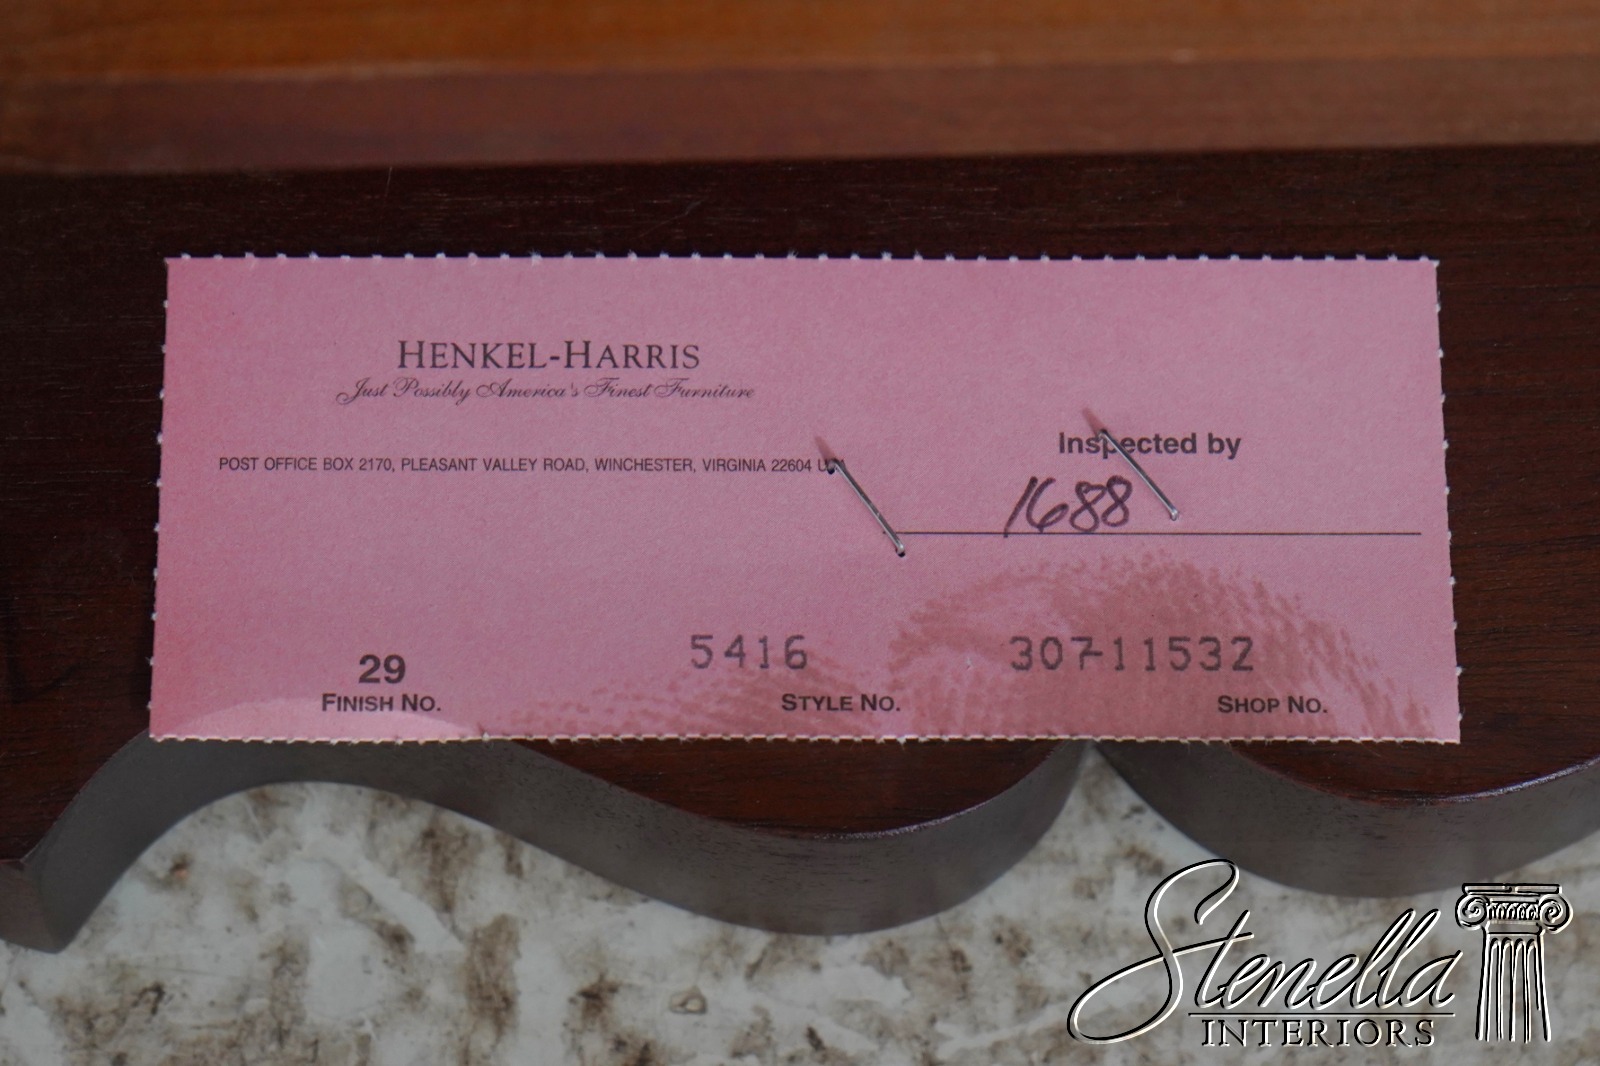 HENKEL-HARRIS
Just Possibly America's Finest Furniture
POST OFFICE BOX 2170, PLEASANT VALLEY ROAD, WINCHESTER, VIRGINIA 22604
Inspected by
1688
29
FINISH NO.
5416
STYLE NO.
307-11532
SHOP NO.
Stenella
INTERIORS